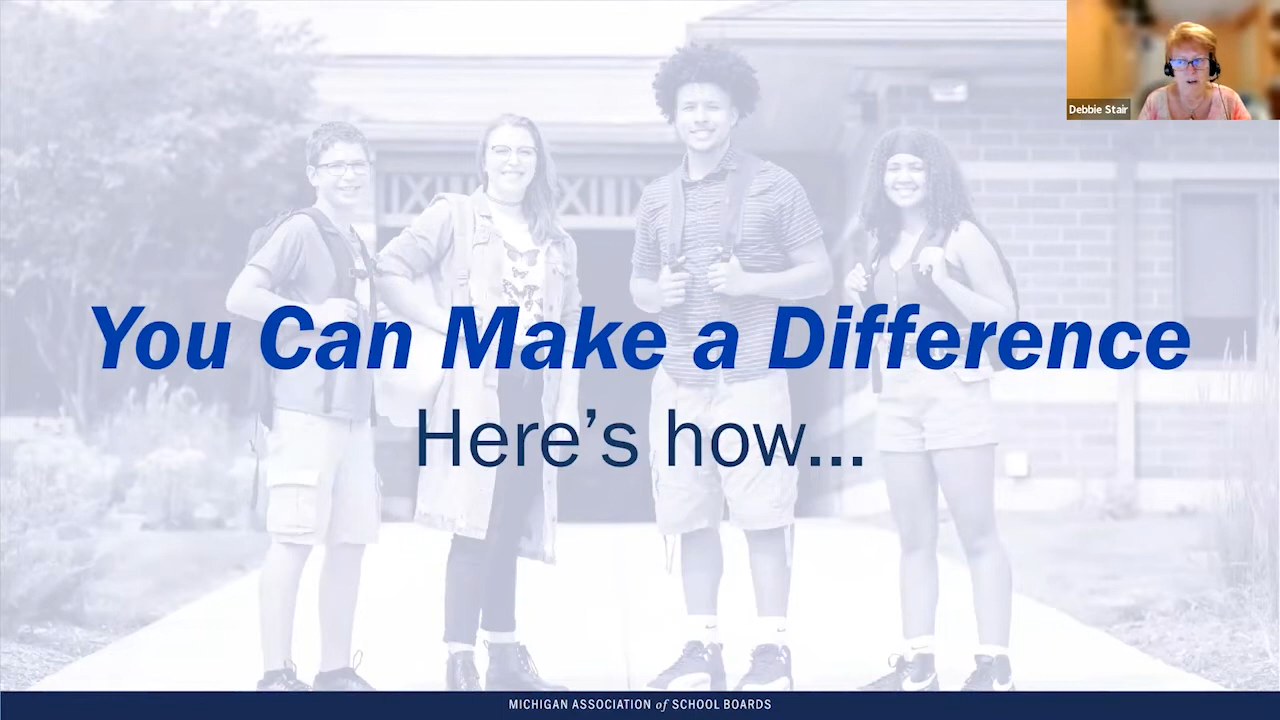 Debbie Stair
You Can Make a Difference
Here's how...
MICHIGAN ASSOCIATION of SCHOOL BOARDS